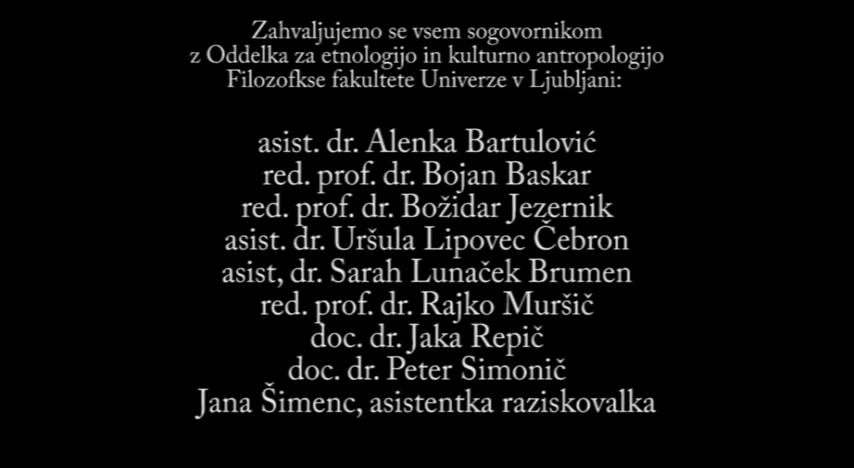 Zahvaljujemo se vsem sogovornikom
z Oddelka za etnologijo in kulturno antropologijo
Filozofkse fakultete Univerze v Ljubljani:
asist. dr. Alenka Bartulović
red. prof. dr. Bojan Baskar
red. prof. dr. Božidar Jezernik
asist. dr. Uršula Lipovec Čebron
asist, dr. Sarah Lunaček Brumen
red. prof. dr. Rajko Muršič
doc. dr. Jaka Repič
doc. dr. Peter Simonič
Jana Šimenc, asistentka raziskovalka